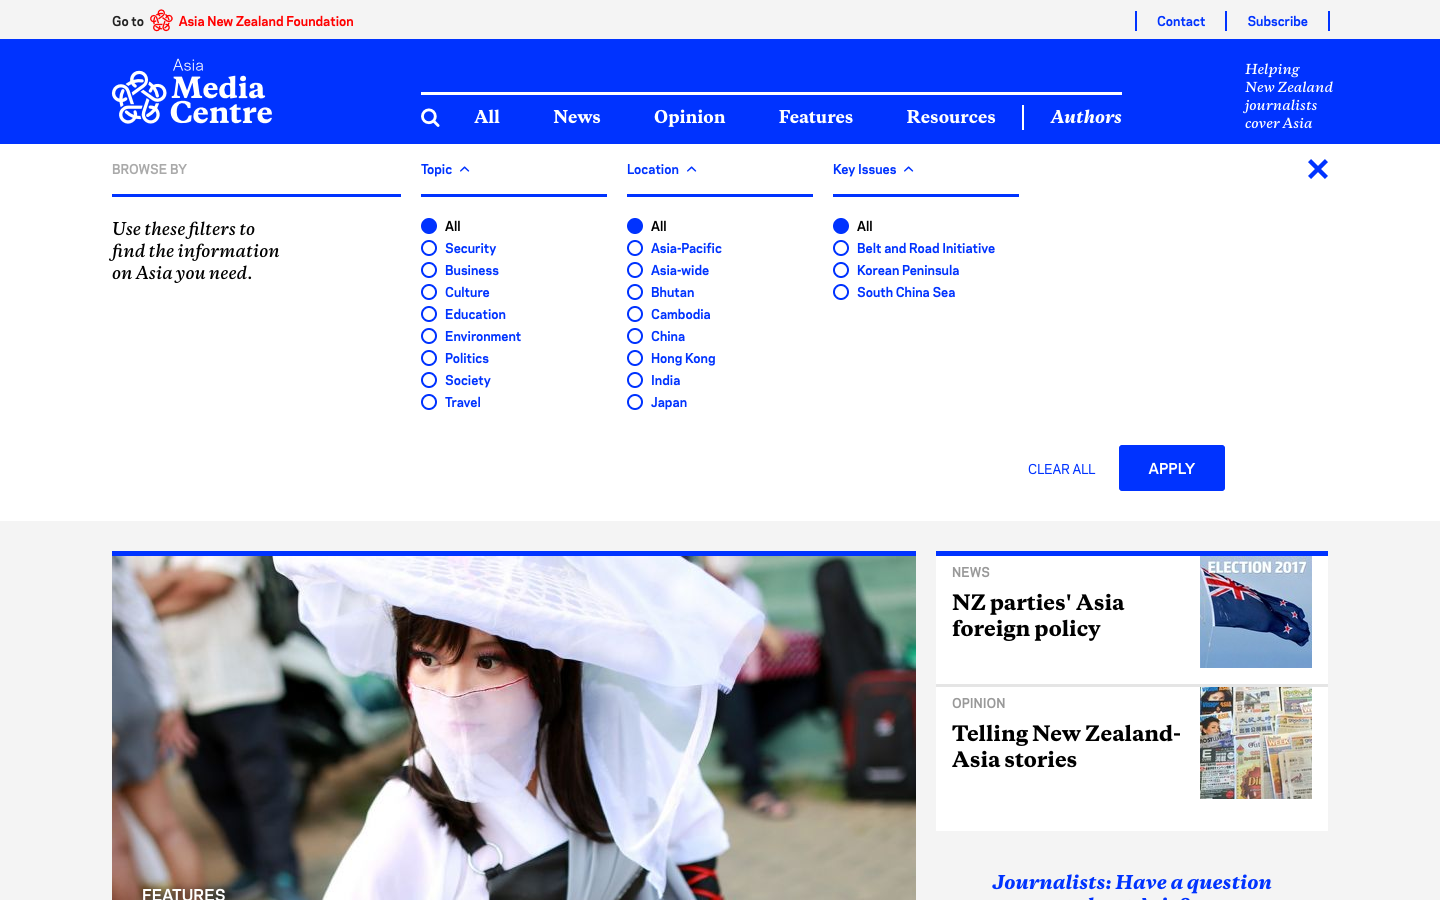 Go to Asia New Zealand Foundation
Contact
Subscribe
Asia
Media
Centre
All
News
Opinion
Features
Resources
Authors
Helping
New Zealand
journalists
cover Asia
BROWSE BY
Use these filters to
find the information
on Asia you need.
Topic
All
Security
Business
Culture
Education
Environment
Politics
Society
Travel
Location
All
Asia-Pacific
Asia-wide
Bhutan
Cambodia
China
Hong Kong
India
Japan
Key Issues
All
Belt and Road Initiative
Korean Peninsula
South China Sea
CLEAR ALL
APPLY
FEATURES
NEWS
NZ parties' Asia
foreign policy
ELECTION 2017
OPINION
Telling New Zealand-
Asia stories
Journalists: Have a question